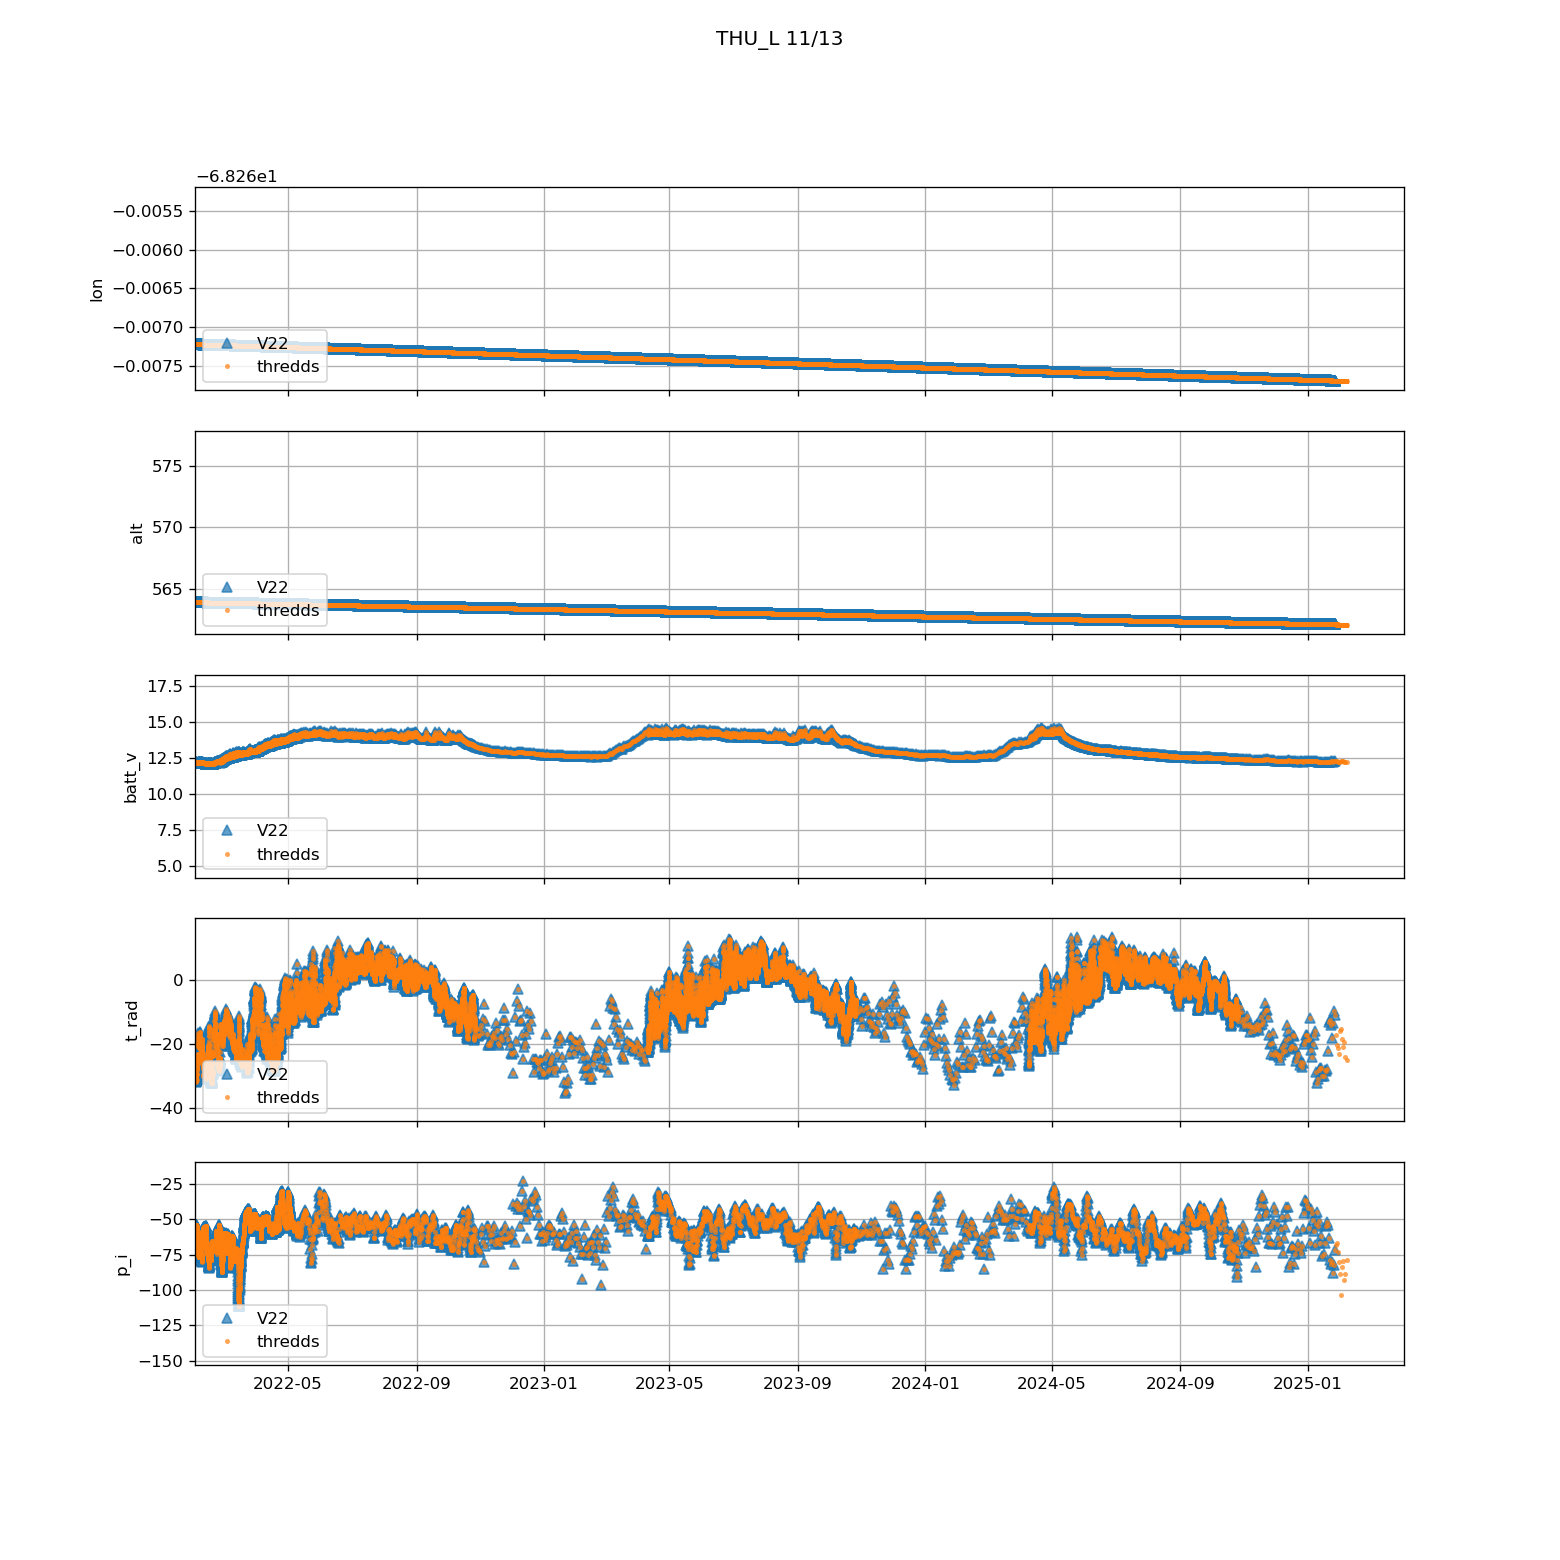 THU_L 11/13
−6.826e1
−0.0055
−0.0060
−0.0065
−0.0070
−0.0075
lon
V22
thredds
575
570
565
alt
V22
thredds
17.5
15.0
12.5
10.0
7.5
5.0
batt_v
V22
thredds
0
−20
−40
t_rad
V22
thredds
−25
−50
−75
−100
−125
−150
p_i
V22
thredds
2022-05 2022-09 2023-01 2023-05 2023-09 2024-01 2024-05 2024-09 2025-01